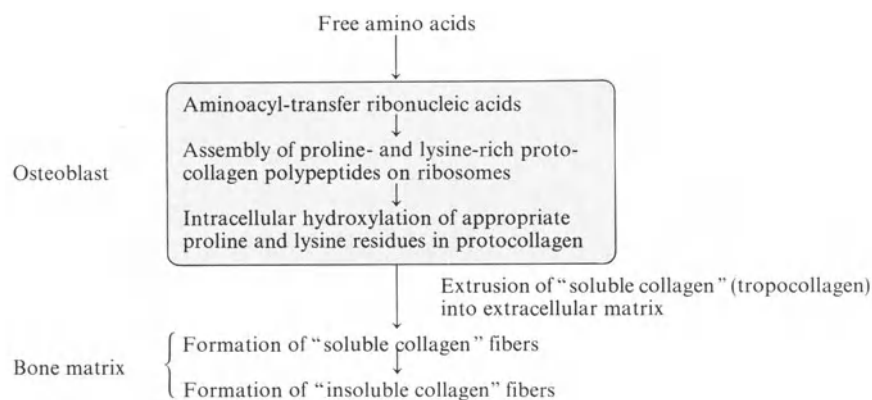 Free amino acids
Aminoacyl-transfer ribonucleic acids
Assembly of proline- and lysine-rich proto-
collagen polypeptides on ribosomes
Osteoblast
Intracellular hydroxylation of appropriate
proline and lysine residues in protocollagen
Extrusion of “soluble collagen” (tropocollagen)
into extracellular matrix
Formation of “soluble collagen” fibers
Bone matrix
Formation of “insoluble collagen” fibers